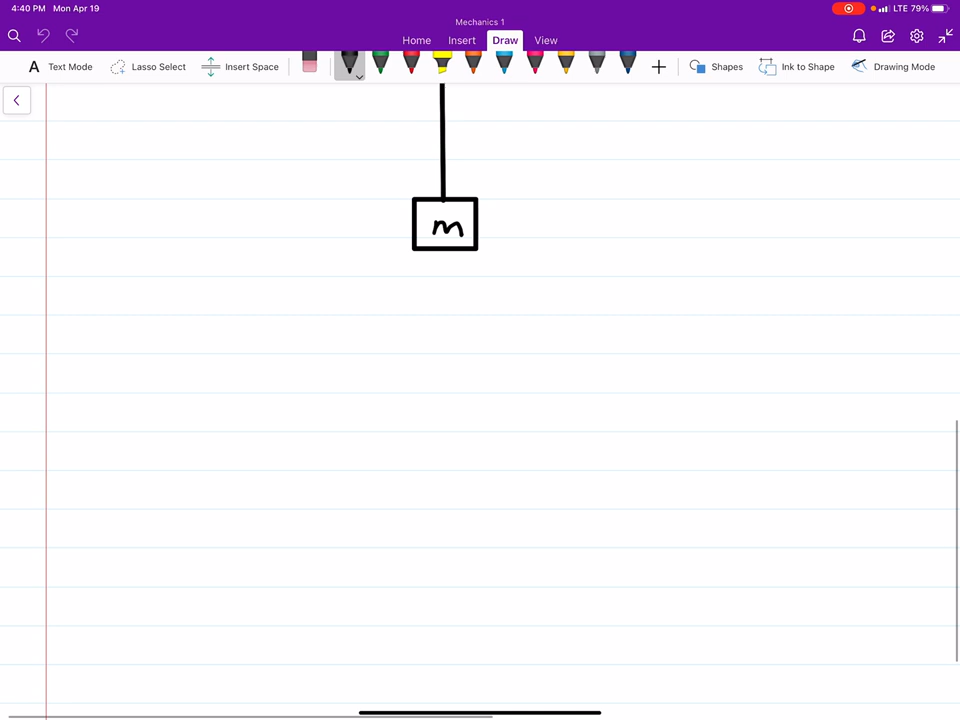 4:40 PM Mon Apr 19 LTE 79%
Mechanics 1
Home Insert Draw View
A Text Mode Lasso Select Insert Space Shapes Ink to Shape Drawing Mode
m